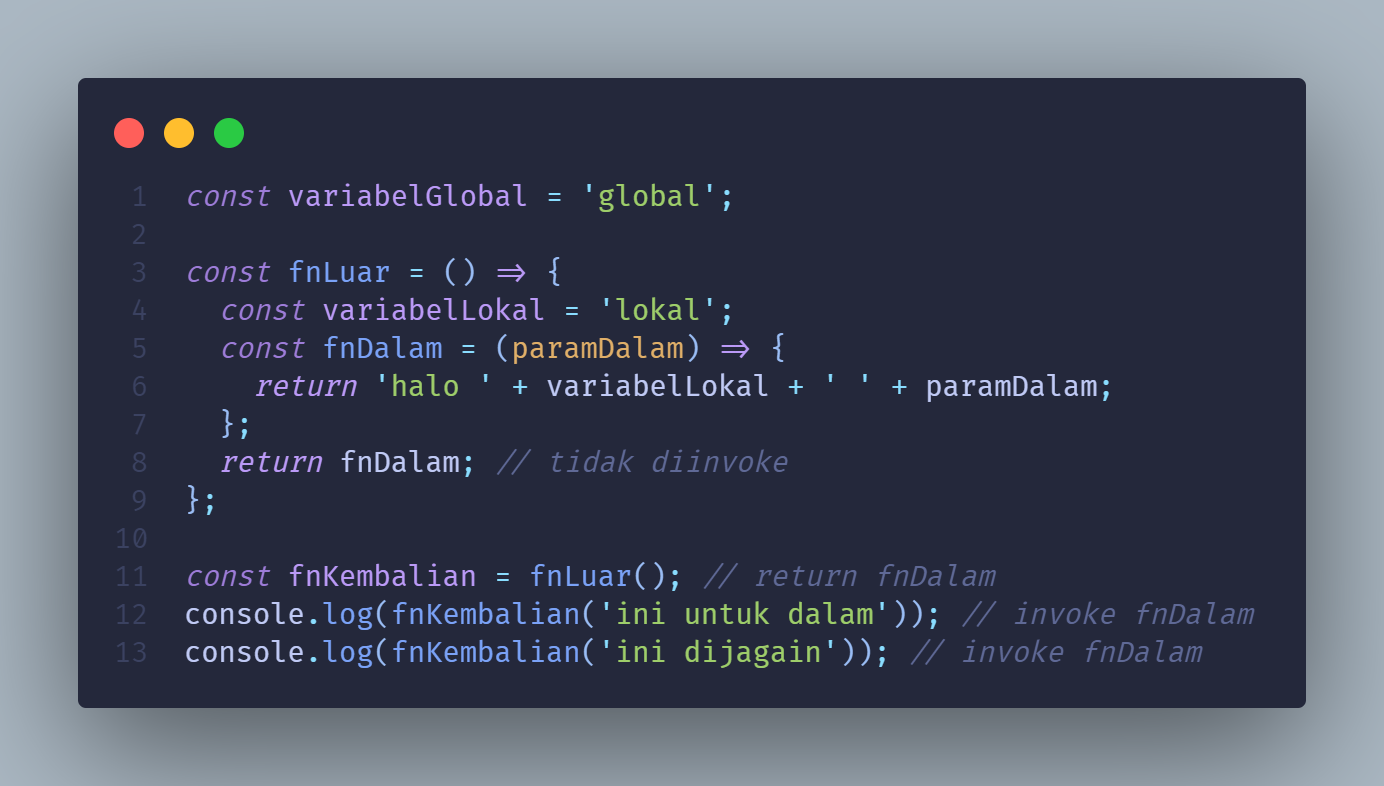 1 const variabelGlobal = 'global';
2
3 const fnLuar = () => {
4   const variabelLokal = 'lokal';
5   const fnDalam = (paramDalam) => {
6     return 'halo ' + variabelLokal + ' ' + paramDalam;
7   };
8   return fnDalam; // tidak diinvoke
9 };
10
11 const fnKembalian = fnLuar(); // return fnDalam
12 console.log(fnKembalian('ini untuk dalam')); // invoke fnDalam
13 console.log(fnKembalian('ini dijagain')); // invoke fnDalam